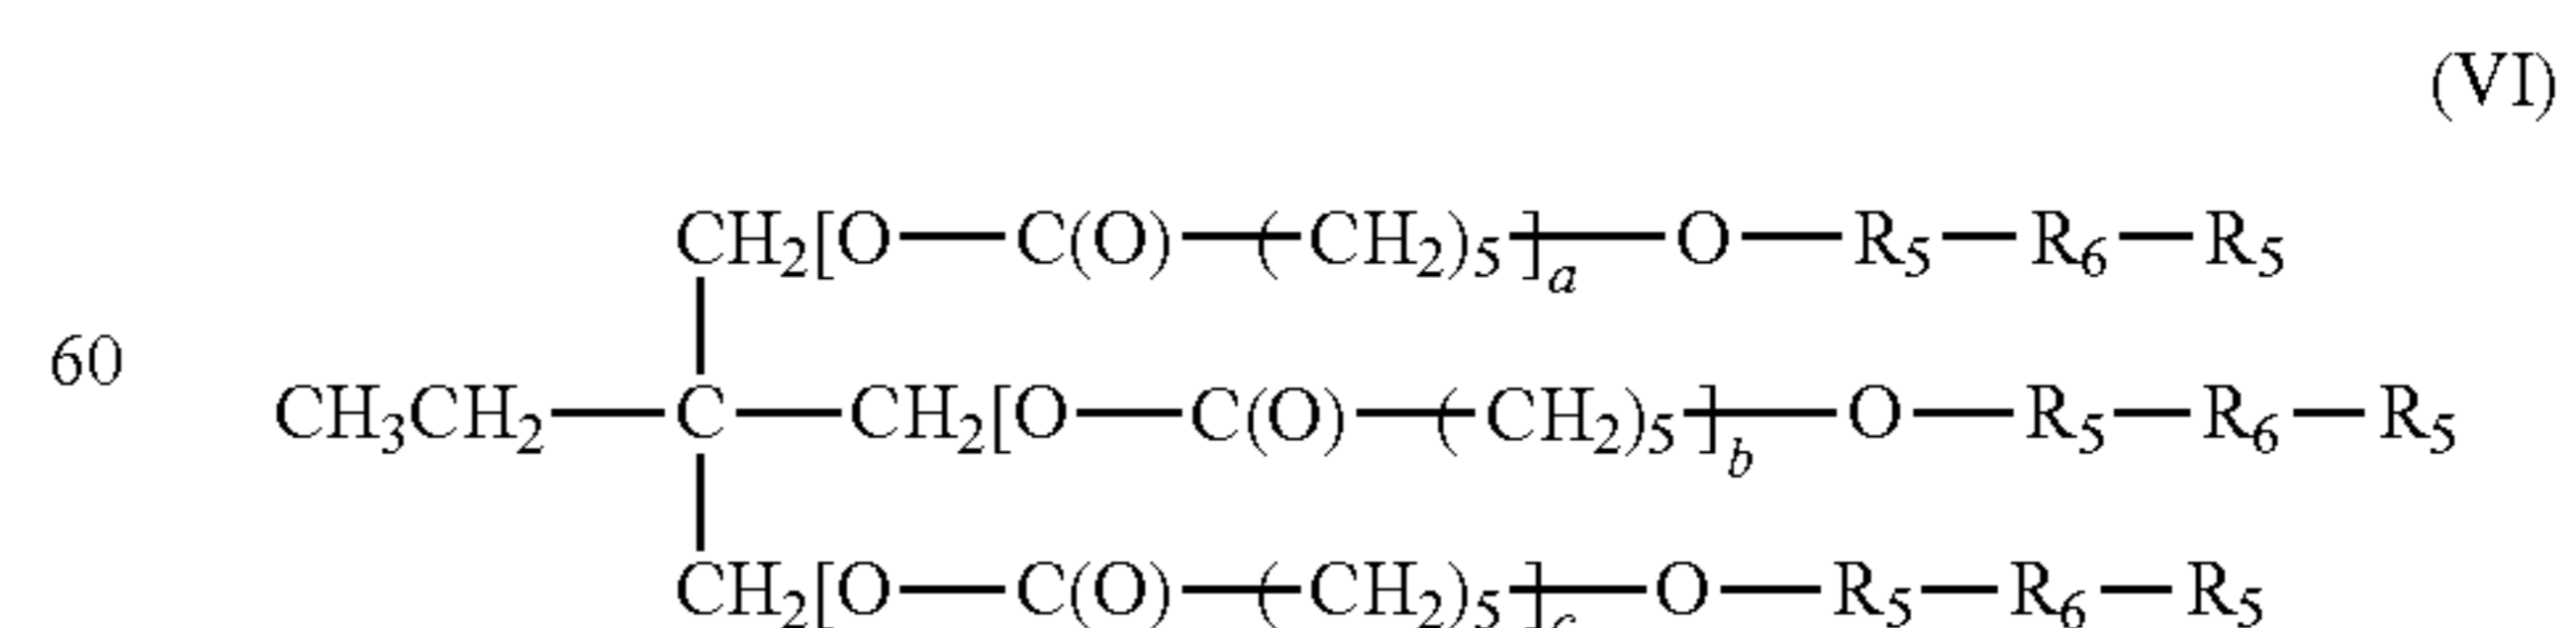 (VI)
CH₂[O—C(O)—(CH₂)₅]ₐ—O—R₅—R₆—R₅
60
CH₃CH₂—C—CH₂[O—C(O)—(CH₂)₅]b—O—R₅—R₆—R₅
CH₂[O—C(O)—(CH₂)₅]c—O—R₅—R₆—R₅